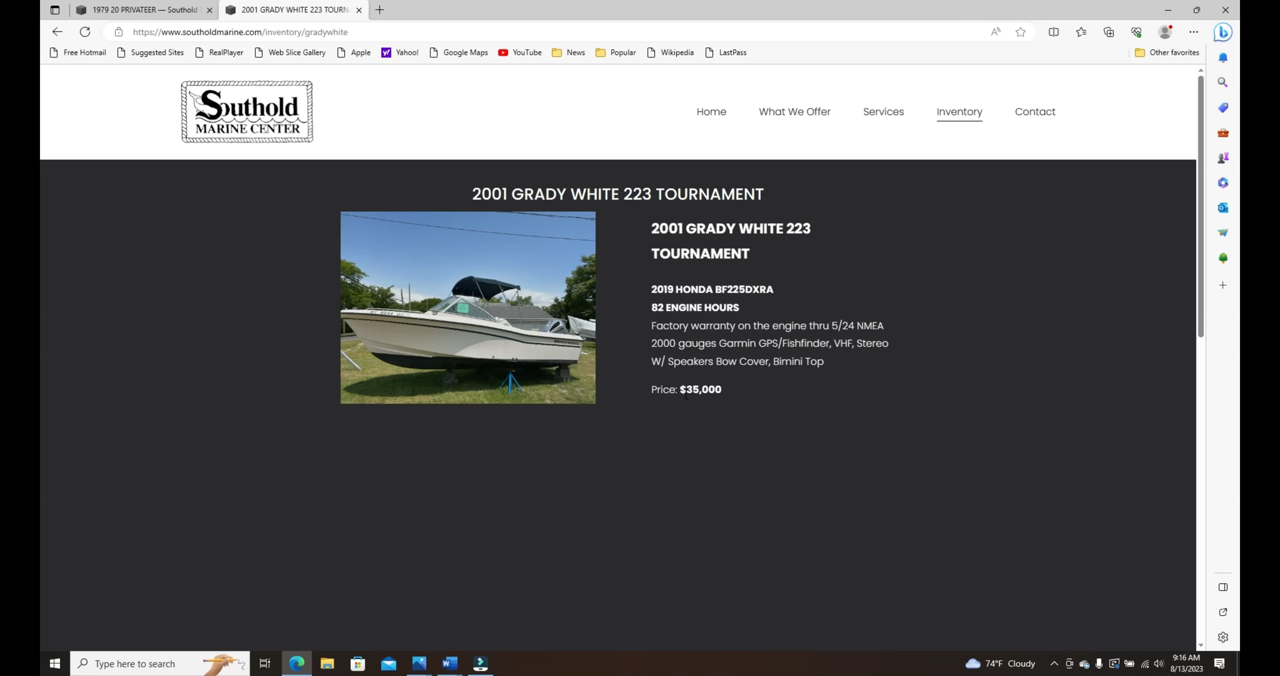 1979 20 PRIVATEER — Southold
2001 GRADY WHITE 223 TOURN
https://www.southoldmarine.com/inventory/gradywhite
Free Hotmail Suggested Sites RealPlayer Web Slice Gallery Apple Yahoo! Google Maps YouTube News Popular Wikipedia LastPass Other favorites
Southold
MARINE CENTER
Home What We Offer Services Inventory Contact
2001 GRADY WHITE 223 TOURNAMENT
2001 GRADY WHITE 223
TOURNAMENT
2019 HONDA BF225DXRA
82 ENGINE HOURS
Factory warranty on the engine thru 5/24 NMEA
2000 gauges Garmin GPS/Fishfinder, VHF, Stereo
W/ Speakers Bow Cover, Bimini Top
Price: $35,000
Type here to search
74°F Cloudy
9:16 AM
8/13/2023